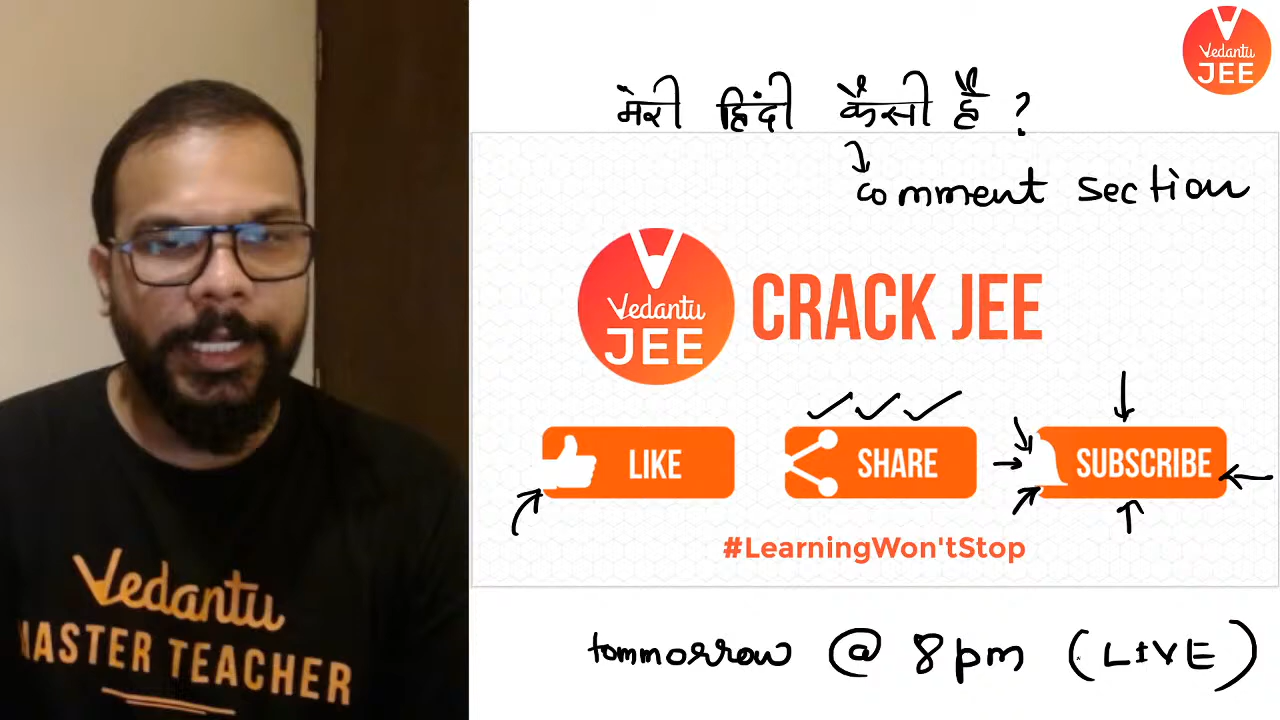 Vedantu
JEE
मेरी हिंदी कैसी है ?
comment section
Vedantu
JEE
CRACK JEE
LIKE
SHARE
SUBSCRIBE
#LearningWon'tStop
Vedantu
MASTER TEACHER
tommorrow @ 8pm (LIVE)